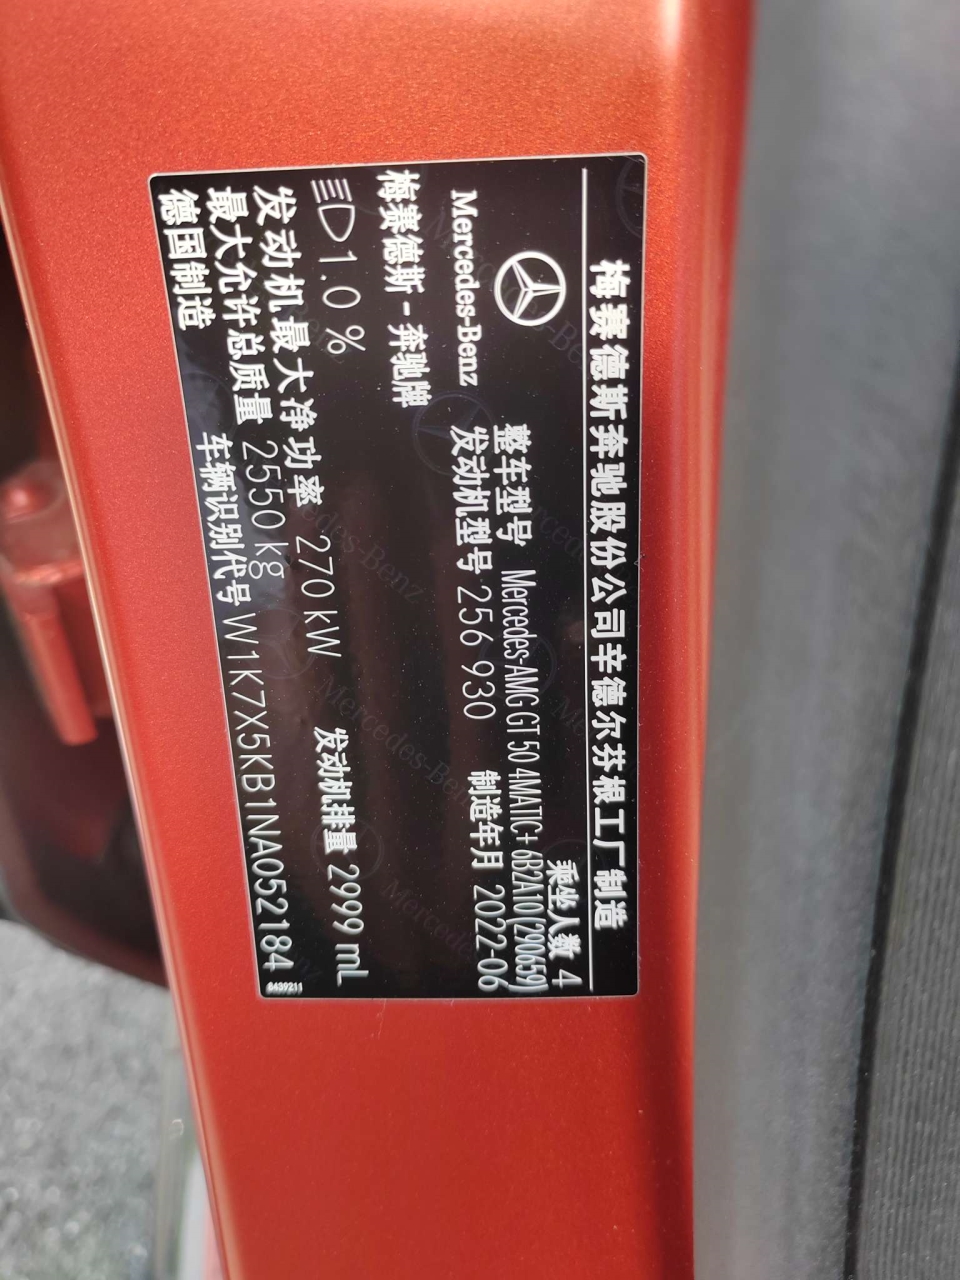 梅赛德斯奔驰股份公司辛德尔芬根工厂制造
乘坐人数 4
整车型号 Mercedes-AMG GT 50 4MATIC+ 6B2A10 (290659)
Mercedes-Benz 发动机型号 256 930 制造年月 2022-06
梅赛德斯-奔驰牌
1.0 % 发动机排量 2999 mL
发动机最大净功率 270 kW
最大允许总质量 2550 kg
德国制造 车辆识别代号 W1K7X5KB1NA052184
6439211